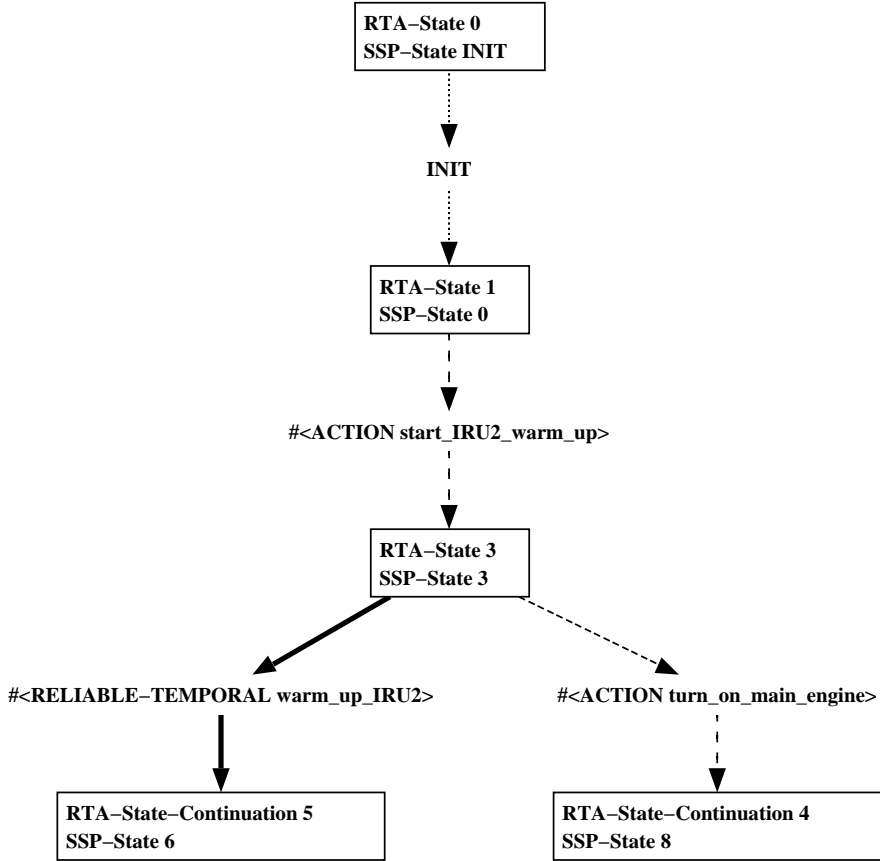 RTA−State 0
SSP−State INIT
INIT
RTA−State 1
SSP−State 0
#<ACTION start_IRU2_warm_up>
RTA−State 3
SSP−State 3
#<RELIABLE−TEMPORAL warm_up_IRU2>
#<ACTION turn_on_main_engine>
RTA−State−Continuation 5
SSP−State 6
RTA−State−Continuation 4
SSP−State 8